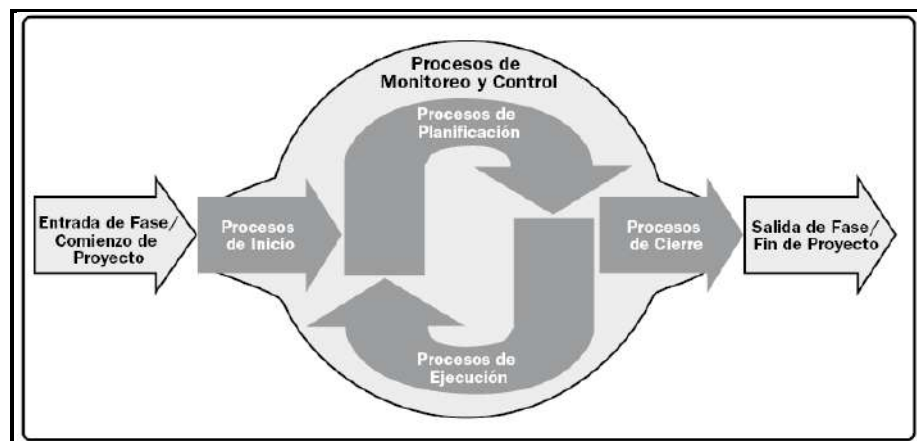 Procesos de
Monitoreo y Control
Procesos de
Planificación
Entrada de Fase/
Comienzo de
Proyecto
Procesos
de Inicio
Procesos
de Cierre
Salida de Fase/
Fin de Proyecto
Procesos de
Ejecución